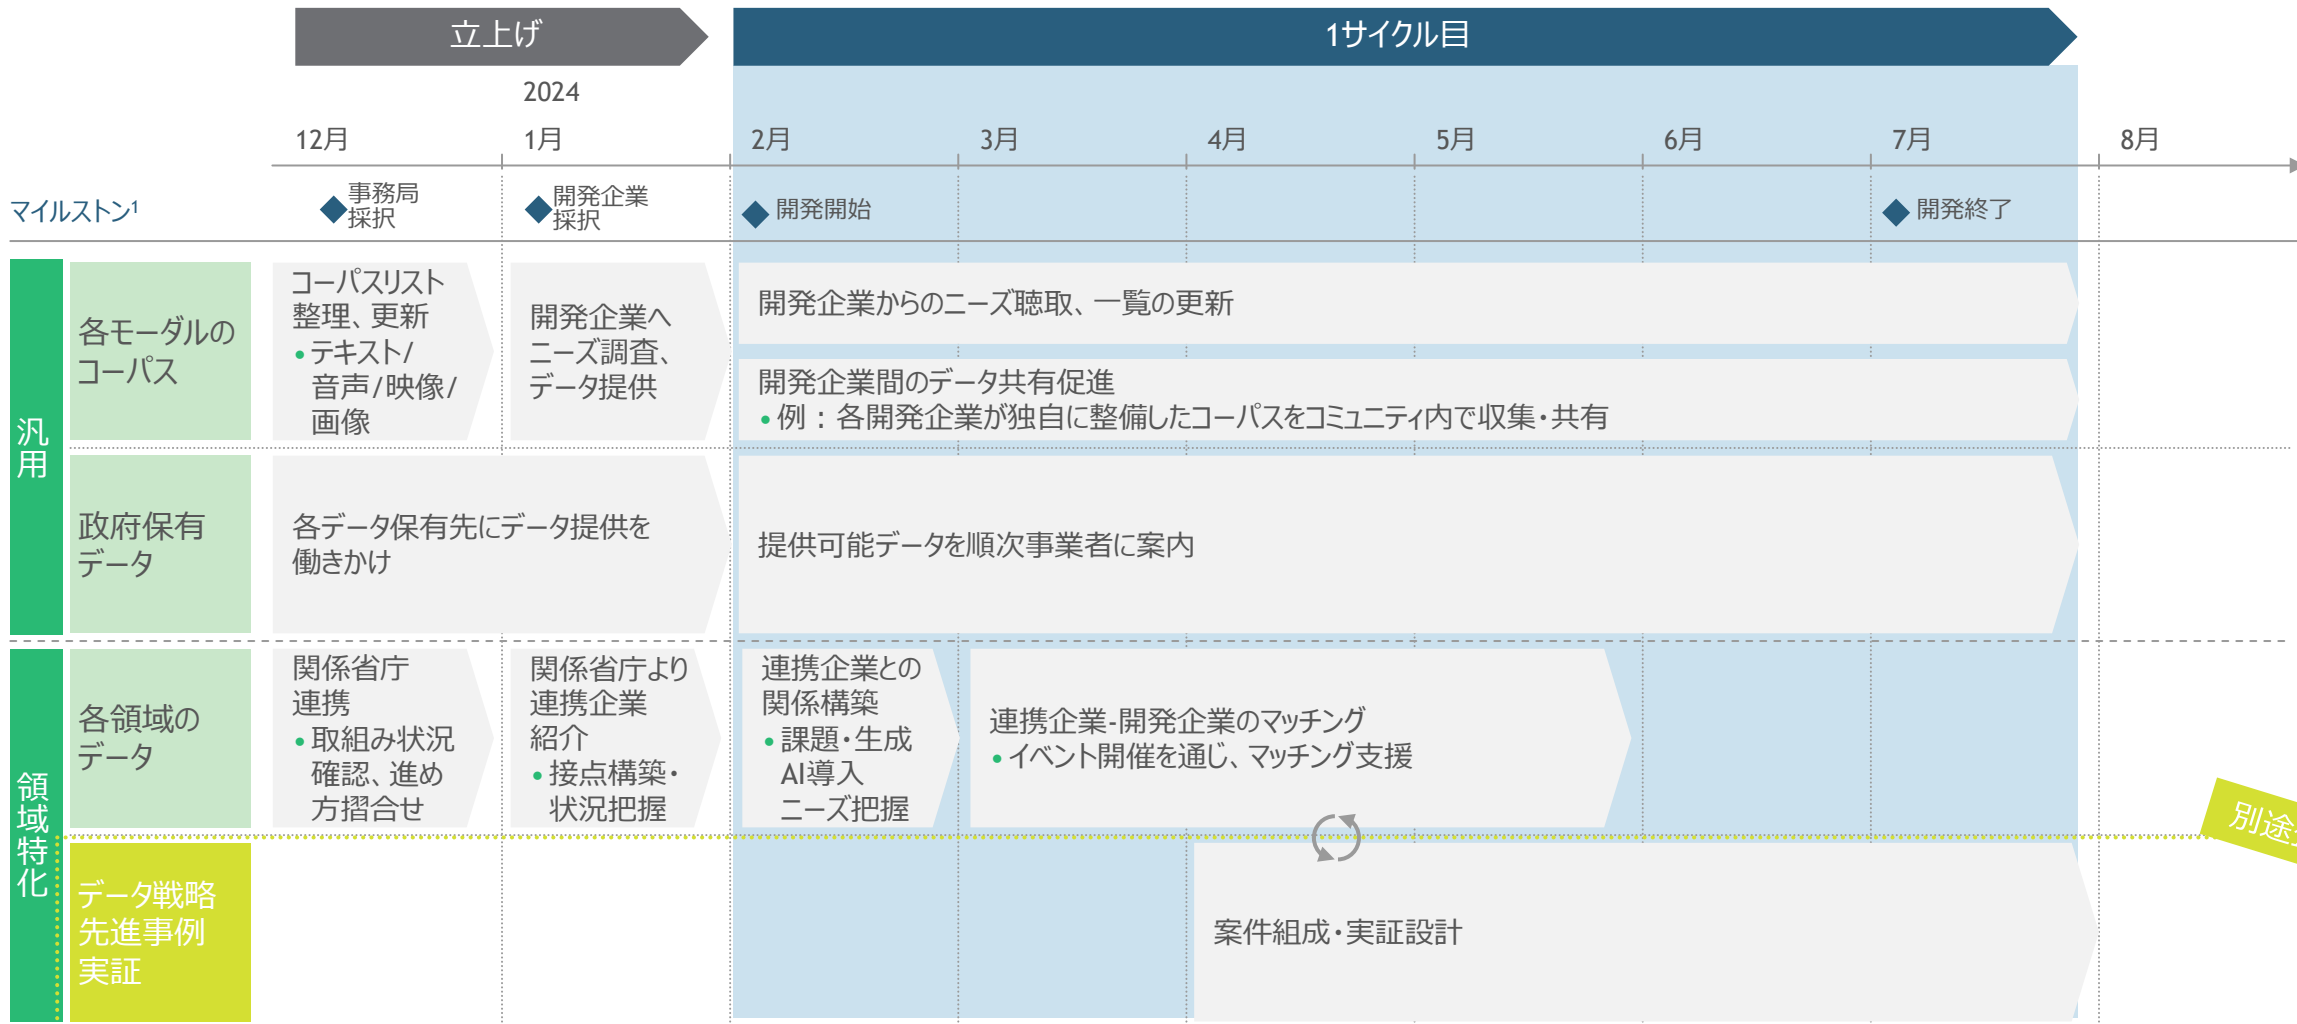 立上げ
1サイクル目
2024
12月
1月
2月
3月
4月
5月
6月
7月
8月
マイルストン1
事務局
採択
開発企業
採択
開発開始
開発終了
汎用
各モーダルの
コーパス
コーパスリスト
整理、更新
•テキスト/
音声/映像/
画像
開発企業へ
ニーズ調査、
データ提供
開発企業からのニーズ聴取、一覧の更新
開発企業間のデータ共有促進
•例：各開発企業が独自に整備したコーパスをコミュニティ内で収集・共有
政府保有
データ
各データ保有先にデータ提供を
働きかけ
提供可能データを順次事業者に案内
領域特化
各領域の
データ
関係省庁
連携
•取組み状況
確認、進め
方摺合せ
関係省庁より
連携企業
紹介
•接点構築・
状況把握
連携企業との
関係構築
•課題・生成
AI導入
ニーズ把握
連携企業-開発企業のマッチング
•イベント開催を通じ、マッチング支援
別途
データ戦略
先進事例
実証
案件組成・実証設計